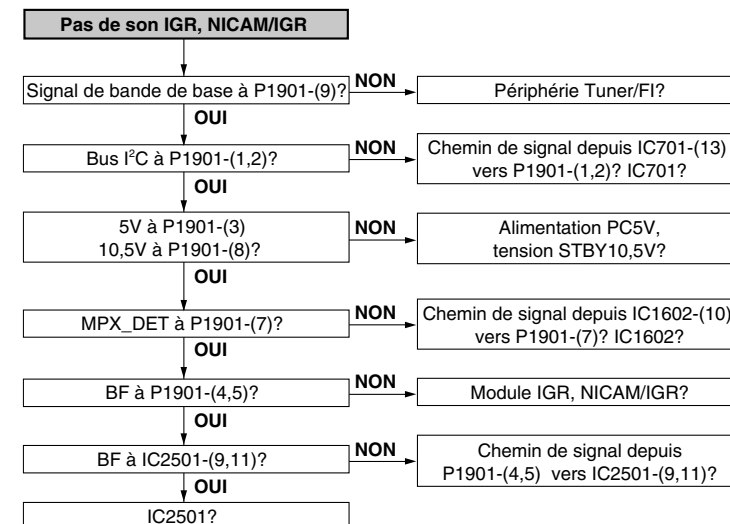 Pas de son IGR, NICAM/IGR
Signal de bande de base à P1901-(9)?
NON
Périphérie Tuner/FI?
OUI
Bus I²C à P1901-(1,2)?
NON
Chemin de signal depuis IC701-(13)
vers P1901-(1,2)? IC701?
OUI
5V à P1901-(3)
10,5V à P1901-(8)?
NON
Alimentation PC5V,
tension STBY10,5V?
OUI
MPX_DET à P1901-(7)?
NON
Chemin de signal depuis IC1602-(10)
vers P1901-(7)? IC1602?
OUI
BF à P1901-(4,5)?
NON
Module IGR, NICAM/IGR?
OUI
BF à IC2501-(9,11)?
NON
Chemin de signal depuis
P1901-(4,5) vers IC2501-(9,11)?
OUI
IC2501?